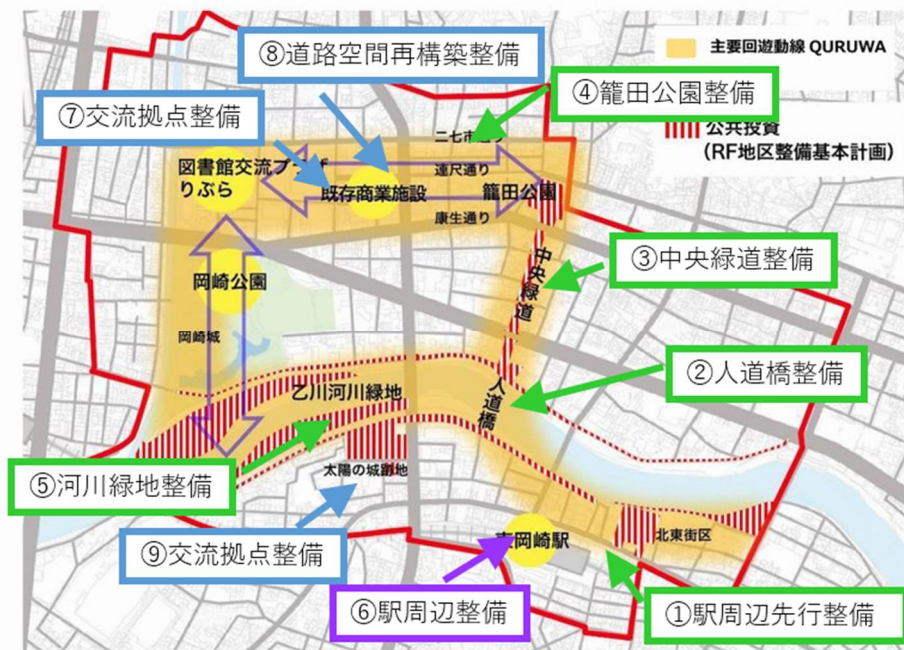 ⑧道路空間再構築整備
主要回遊動線 QURUWA
④籠田公園整備
⑦交流拠点整備
公共投資
(RF地区整備基本計画)
二七市通り
図書館交流プラザ
りぶら
連尺通り
既存商業施設
籠田公園
康生通り
中央緑道
③中央緑道整備
岡崎公園
岡崎城
②人道橋整備
乙川河川緑地
人道橋
⑤河川緑地整備
太陽の城跡地
北東街区
⑨交流拠点整備
東岡崎駅
⑥駅周辺整備
①駅周辺先行整備